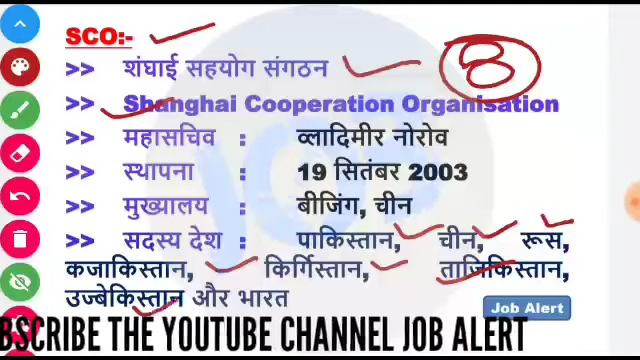 SCO:-
>> शंघाई सहयोग संगठन
8
>> Shanghai Cooperation Organisation
>> महासचिव : व्लादिमीर नोरोव
>> स्थापना : 19 सितंबर 2003
>> मुख्यालय : बीजिंग, चीन
>> सदस्य देश : पाकिस्तान, चीन, रूस,
कजाकिस्तान, किर्गिस्तान, ताजिकिस्तान,
उज्बेकिस्तान और भारत
Job Alert
BSCRIBE THE YOUTUBE CHANNEL JOB ALERT